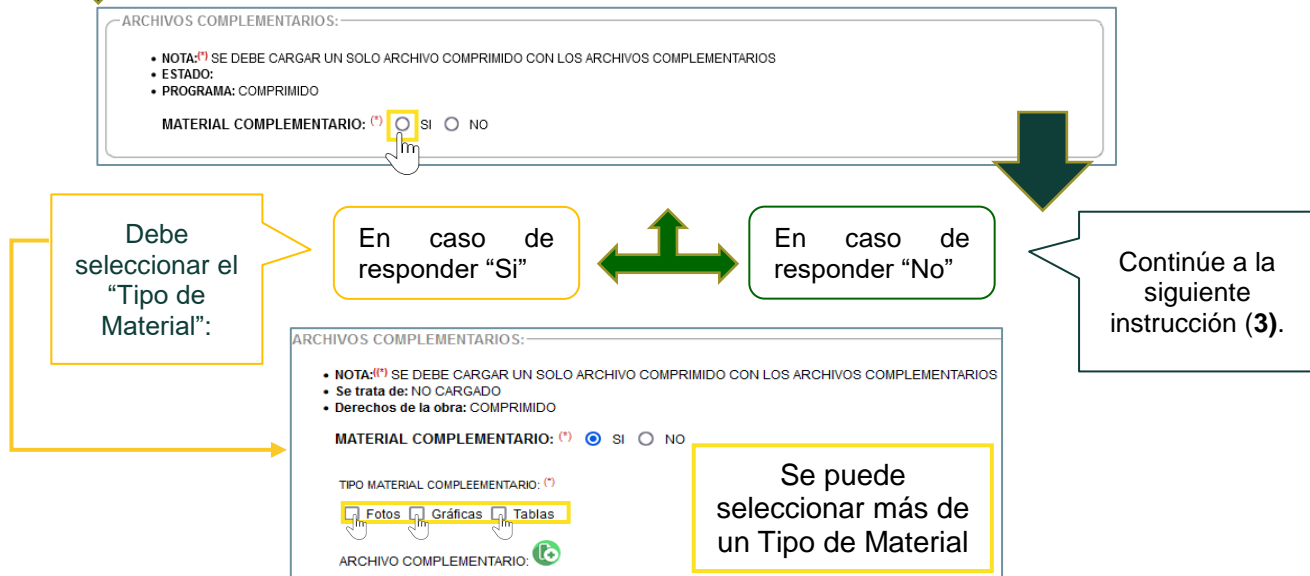 ARCHIVOS COMPLEMENTARIOS:
• NOTA:(*) SE DEBE CARGAR UN SOLO ARCHIVO COMPRIMIDO CON LOS ARCHIVOS COMPLEMENTARIOS
• ESTADO:
• PROGRAMA: COMPRIMIDO
MATERIAL COMPLEMENTARIO: (*) SI NO
Debe
seleccionar el
“Tipo de
Material”:
En caso de
responder “Si”
En caso de
responder “No”
Continúe a la
siguiente
instrucción (3).
ARCHIVOS COMPLEMENTARIOS:
• NOTA:((*) SE DEBE CARGAR UN SOLO ARCHIVO COMPRIMIDO CON LOS ARCHIVOS COMPLEMENTARIOS
• Se trata de: NO CARGADO
• Derechos de la obra: COMPRIMIDO
MATERIAL COMPLEMENTARIO: (*) SI NO
TIPO MATERIAL COMPLEEMENTARIO: (*)
Fotos Gráficas Tablas
ARCHIVO COMPLEMENTARIO:
Se puede
seleccionar más de
un Tipo de Material